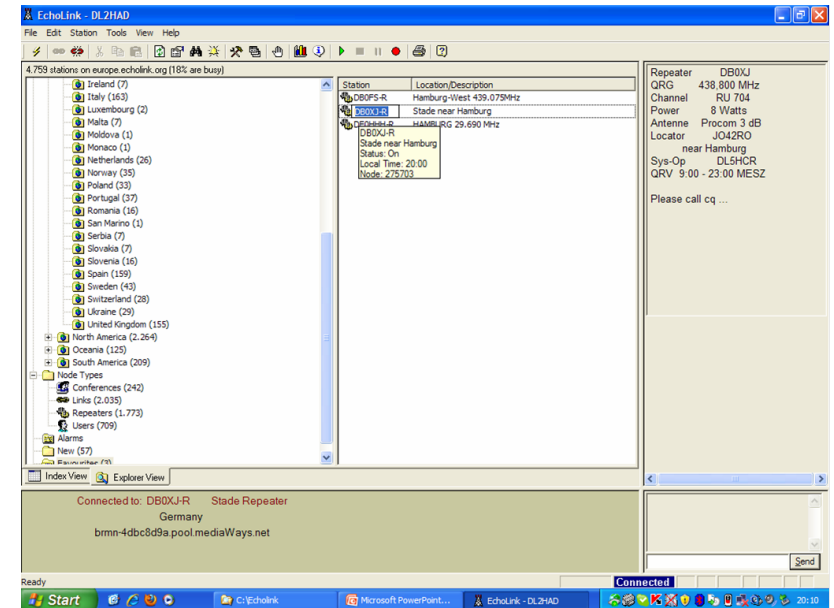 EchoLink - DL2HAD
File Edit Station Tools View Help
4.759 stations on europe.echolink.org (18% are busy)
Ireland (7)
Italy (163)
Luxembourg (2)
Malta (7)
Moldova (1)
Monaco (1)
Netherlands (26)
Norway (35)
Poland (33)
Portugal (37)
Romania (16)
San Marino (1)
Serbia (7)
Slovakia (7)
Slovenia (16)
Spain (159)
Sweden (43)
Switzerland (28)
Ukraine (29)
United Kingdom (155)
North America (2.264)
Oceania (125)
South America (209)
Node Types
Conferences (242)
Links (2.035)
Repeaters (1.773)
Users (709)
Alarms
New (57)
Favourites (3)
Index View Explorer View
Station Location/Description
DB0FS-R Hamburg-West 439.075MHz
DB0XJ-R Stade near Hamburg
DF0HHH-R HAMBURG 29.690 MHz
DB0XJ-R
Stade near Hamburg
Status: On
Local Time: 20:00
Node: 275703
Repeater DB0XJ
QRG 438,800 MHz
Channel RU 704
Power 8 Watts
Antenne Procom 3 dB
Locator JO42RO
near Hamburg
Sys-Op DL5HCR
QRV 9:00 - 23:00 MESZ
Please call cq ...
Connected to: DB0XJ-R Stade Repeater
Germany
brmn-4dbc8d9a.pool.mediaWays.net
Send
Ready Connected
Start C:\Echolink Microsoft PowerPoint... EchoLink - DL2HAD 20:10